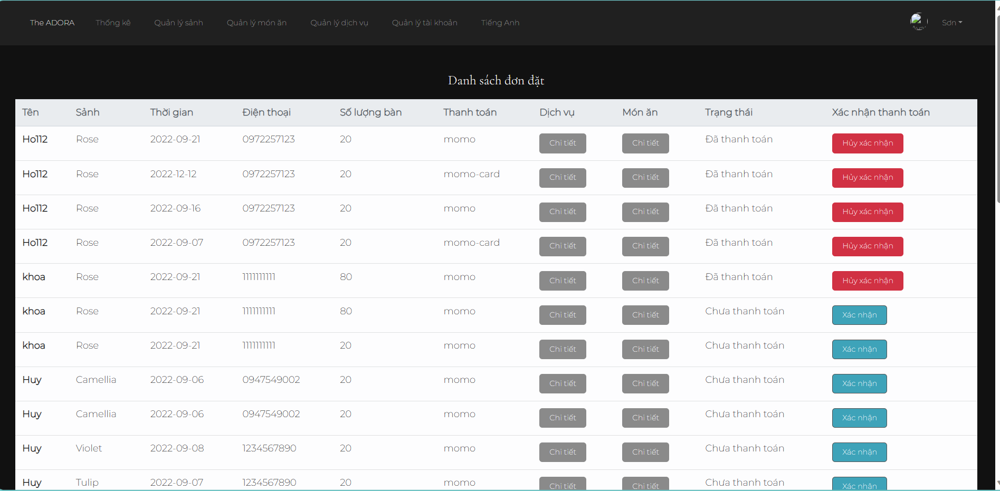 The ADORA Thống kê Quản lý sảnh Quản lý món ăn Quản lý dịch vụ Quản lý tài khoản Tiếng Anh Sơn
Danh sách đơn đặt
Tên Sảnh Thời gian Điện thoại Số lượng bàn Thanh toán Dịch vụ Món ăn Trạng thái Xác nhận thanh toán
Ho112 Rose 2022-09-21 0972257123 20 momo Chi tiết Chi tiết Đã thanh toán Hủy xác nhận
Ho112 Rose 2022-12-12 0972257123 20 momo-card Chi tiết Chi tiết Đã thanh toán Hủy xác nhận
Ho112 Rose 2022-09-16 0972257123 20 momo Chi tiết Chi tiết Đã thanh toán Hủy xác nhận
Ho112 Rose 2022-09-07 0972257123 20 momo-card Chi tiết Chi tiết Đã thanh toán Hủy xác nhận
khoa Rose 2022-09-21 1111111111 80 momo Chi tiết Chi tiết Đã thanh toán Hủy xác nhận
khoa Rose 2022-09-21 1111111111 80 momo Chi tiết Chi tiết Chưa thanh toán Xác nhận
khoa Rose 2022-09-21 1111111111 20 momo Chi tiết Chi tiết Chưa thanh toán Xác nhận
Huy Camellia 2022-09-06 0947549002 20 momo Chi tiết Chi tiết Chưa thanh toán Xác nhận
Huy Camellia 2022-09-06 0947549002 20 momo Chi tiết Chi tiết Chưa thanh toán Xác nhận
Huy Violet 2022-09-08 1234567890 20 momo Chi tiết Chi tiết Chưa thanh toán Xác nhận
Huy Tulip 2022-09-07 1234567890 20 momo Chi tiết Chi tiết Chưa thanh toán Xác nhận